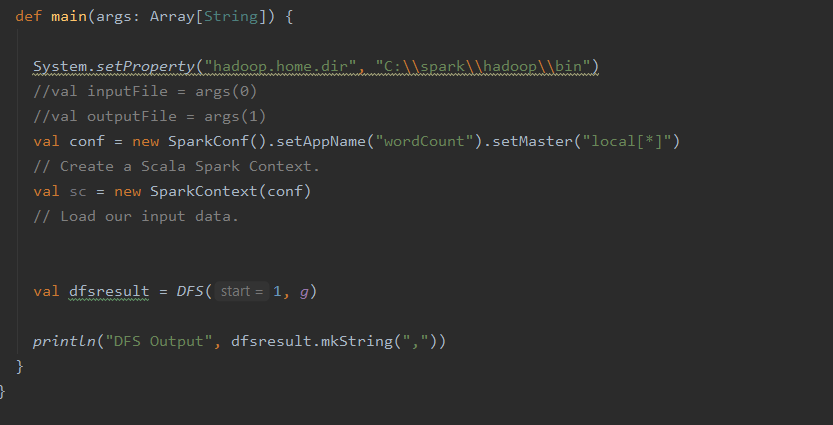 def main(args: Array[String]) {
System.setProperty("hadoop.home.dir", "C:\\spark\\hadoop\\bin")
//val inputFile = args(0)
//val outputFile = args(1)
val conf = new SparkConf().setAppName("wordCount").setMaster("local[*]")
// Create a Scala Spark Context.
val sc = new SparkContext(conf)
// Load our input data.
val dfsresult = DFS( start = 1, g)
println("DFS Output", dfsresult.mkString(","))
}
}